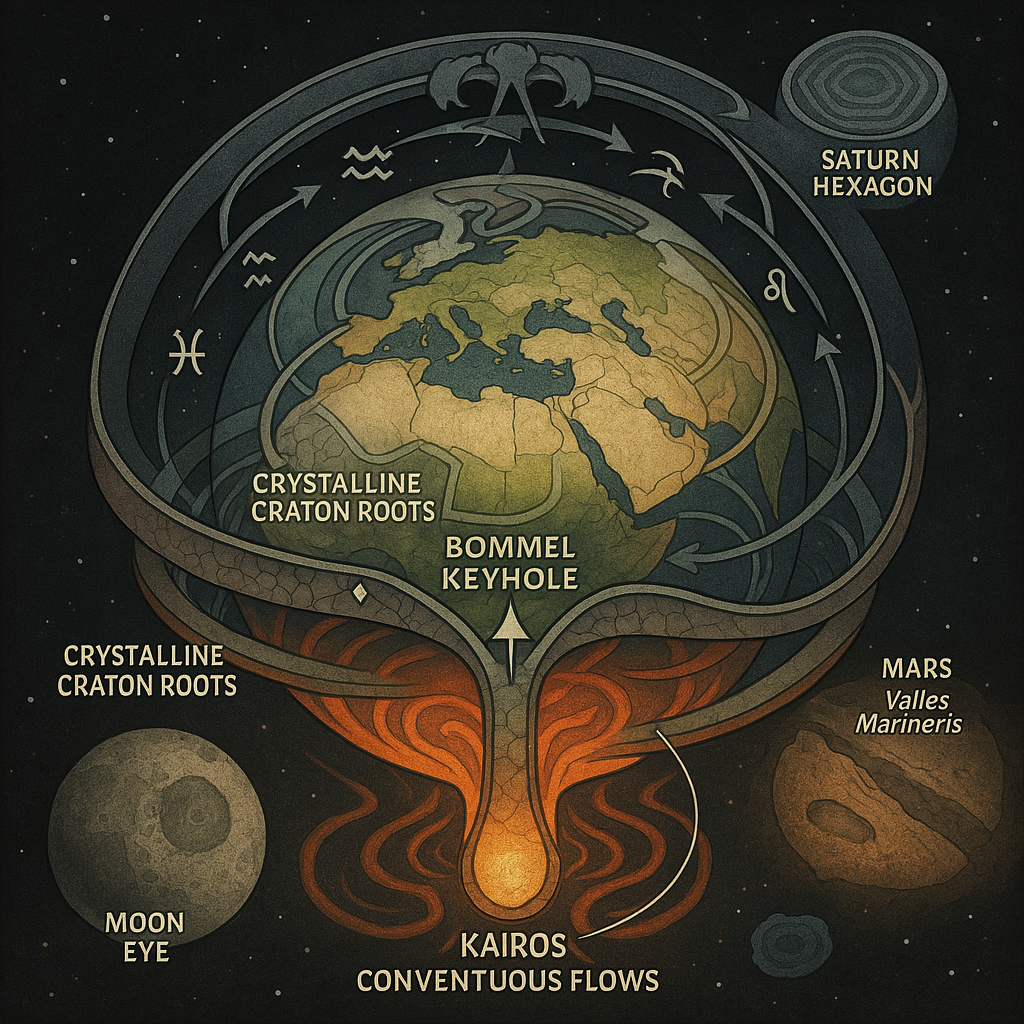 SATURN
HEXAGON
CRYSTALLINE
CRATON ROOTS
BOMMEL
KEYHOLE
CRYSTALLINE
CRATON ROOTS
MARS
Valles
Marineris
MOON
EYE
KAIROS
CONVENTUOUS FLOWS